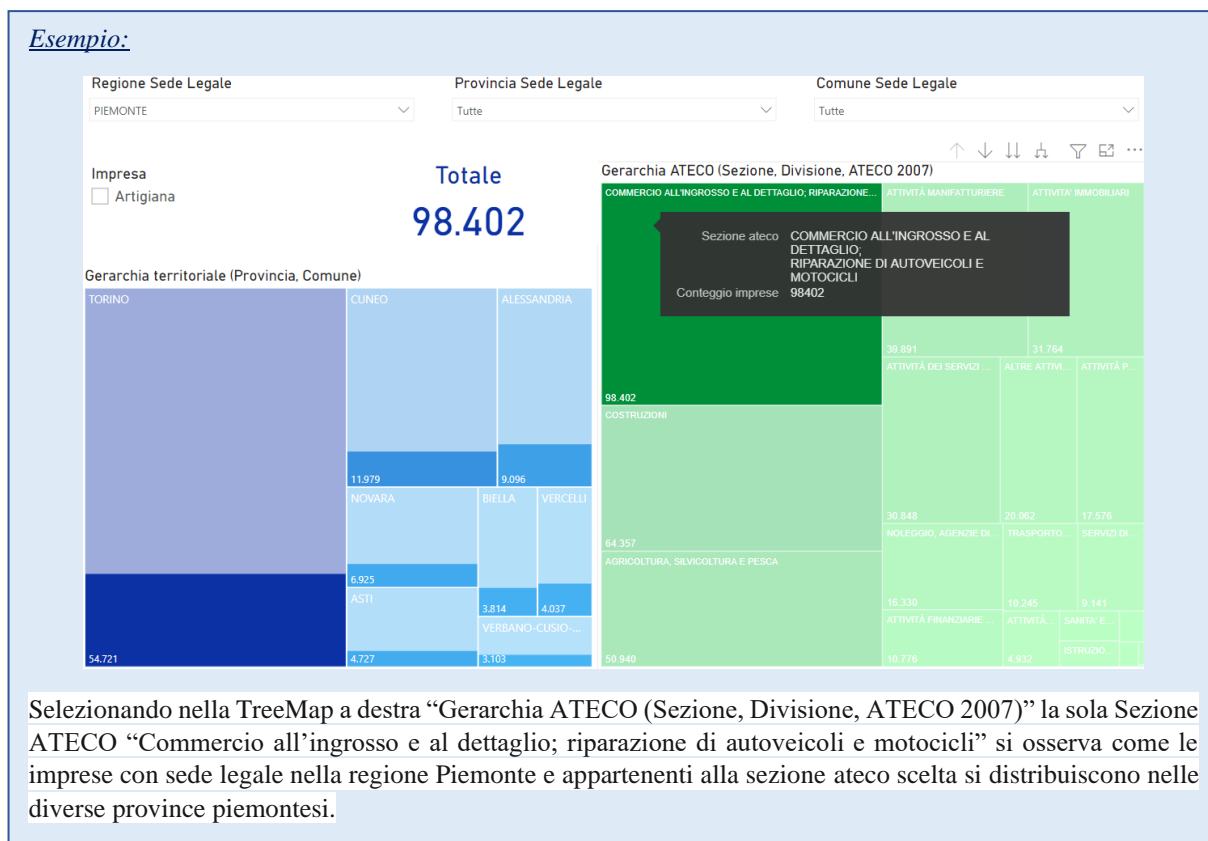 Esempio:
Regione Sede Legale
Provincia Sede Legale
Comune Sede Legale
PIEMONTE
Tutte
Tutte
Impresa
Artigiana
Totale
98.402
Gerarchia territoriale (Provincia, Comune)
TORINO
54.721
CUNEO
11.979
ALESSANDRIA
9.096
NOVARA
6.925
BIELLA
3.814
VERCELLI
4.037
ASTI
4.727
VERBANO-CUSIO-...
3.103
Gerarchia ATECO (Sezione, Divisione, ATECO 2007)
COMMERCIO ALL'INGROSSO E AL DETTAGLIO; RIPARAZIONE...
98.402
Sezione ateco COMMERCIO ALL'INGROSSO E AL
DETTAGLIO;
RIPARAZIONE DI AUTOVEICOLI E
MOTOCICLI
Conteggio imprese 98402
ATTIVITÀ MANIFATTURIERE
39.891
ATTIVITA' IMMOBILIARI
31.764
COSTRUZIONI
64.357
AGRICOLTURA, SILVICOLTURA E PESCA
50.940
ATTIVITÀ DEI SERVIZI ...
30.848
ALTRE ATTIVI...
20.062
ATTIVITÀ P...
17.576
NOLEGGIO, AGENZIE DI...
16.330
TRASPORTO...
10.245
SERVIZI DI...
9.141
ATTIVITÀ FINANZIARIE ...
10.776
ATTIVITÀ...
4.932
SANITA' E...
ISTRUZIO...
Selezionando nella TreeMap a destra “Gerarchia ATECO (Sezione, Divisione, ATECO 2007)” la sola Sezione
ATECO “Commercio all’ingrosso e al dettaglio; riparazione di autoveicoli e motocicli” si osserva come le
imprese con sede legale nella regione Piemonte e appartenenti alla sezione ateco scelta si distribuiscono nelle
diverse province piemontesi.